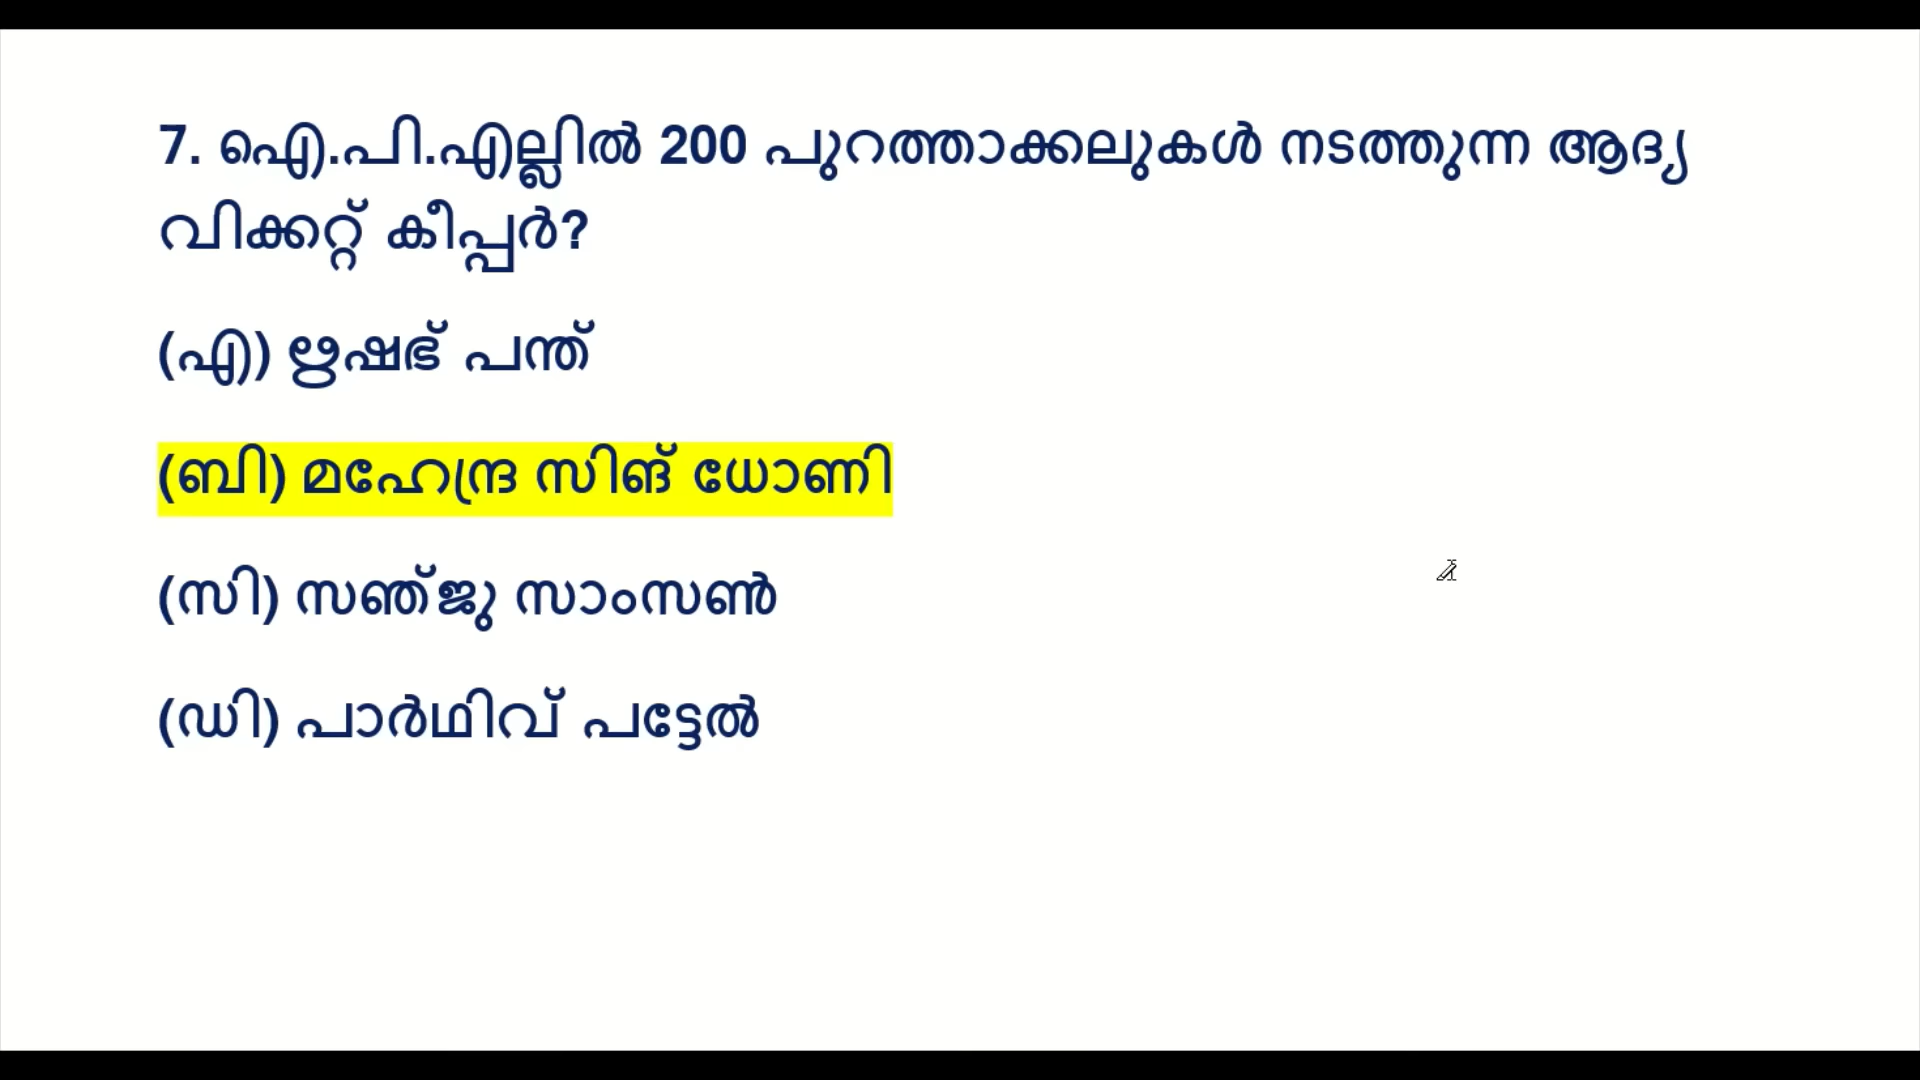 7. ഐ.പി.എല്ലിൽ 200 പുറത്താക്കലുകൾ നടത്തുന്ന ആദ്യ
വിക്കറ്റ് കീപ്പർ?
(എ) ഋഷഭ് പന്ത്
(ബി) മഹേന്ദ്ര സിങ് ധോണി
(സി) സഞ്ജു സാംസൺ
(ഡി) പാർഥിവ് പട്ടേൽ